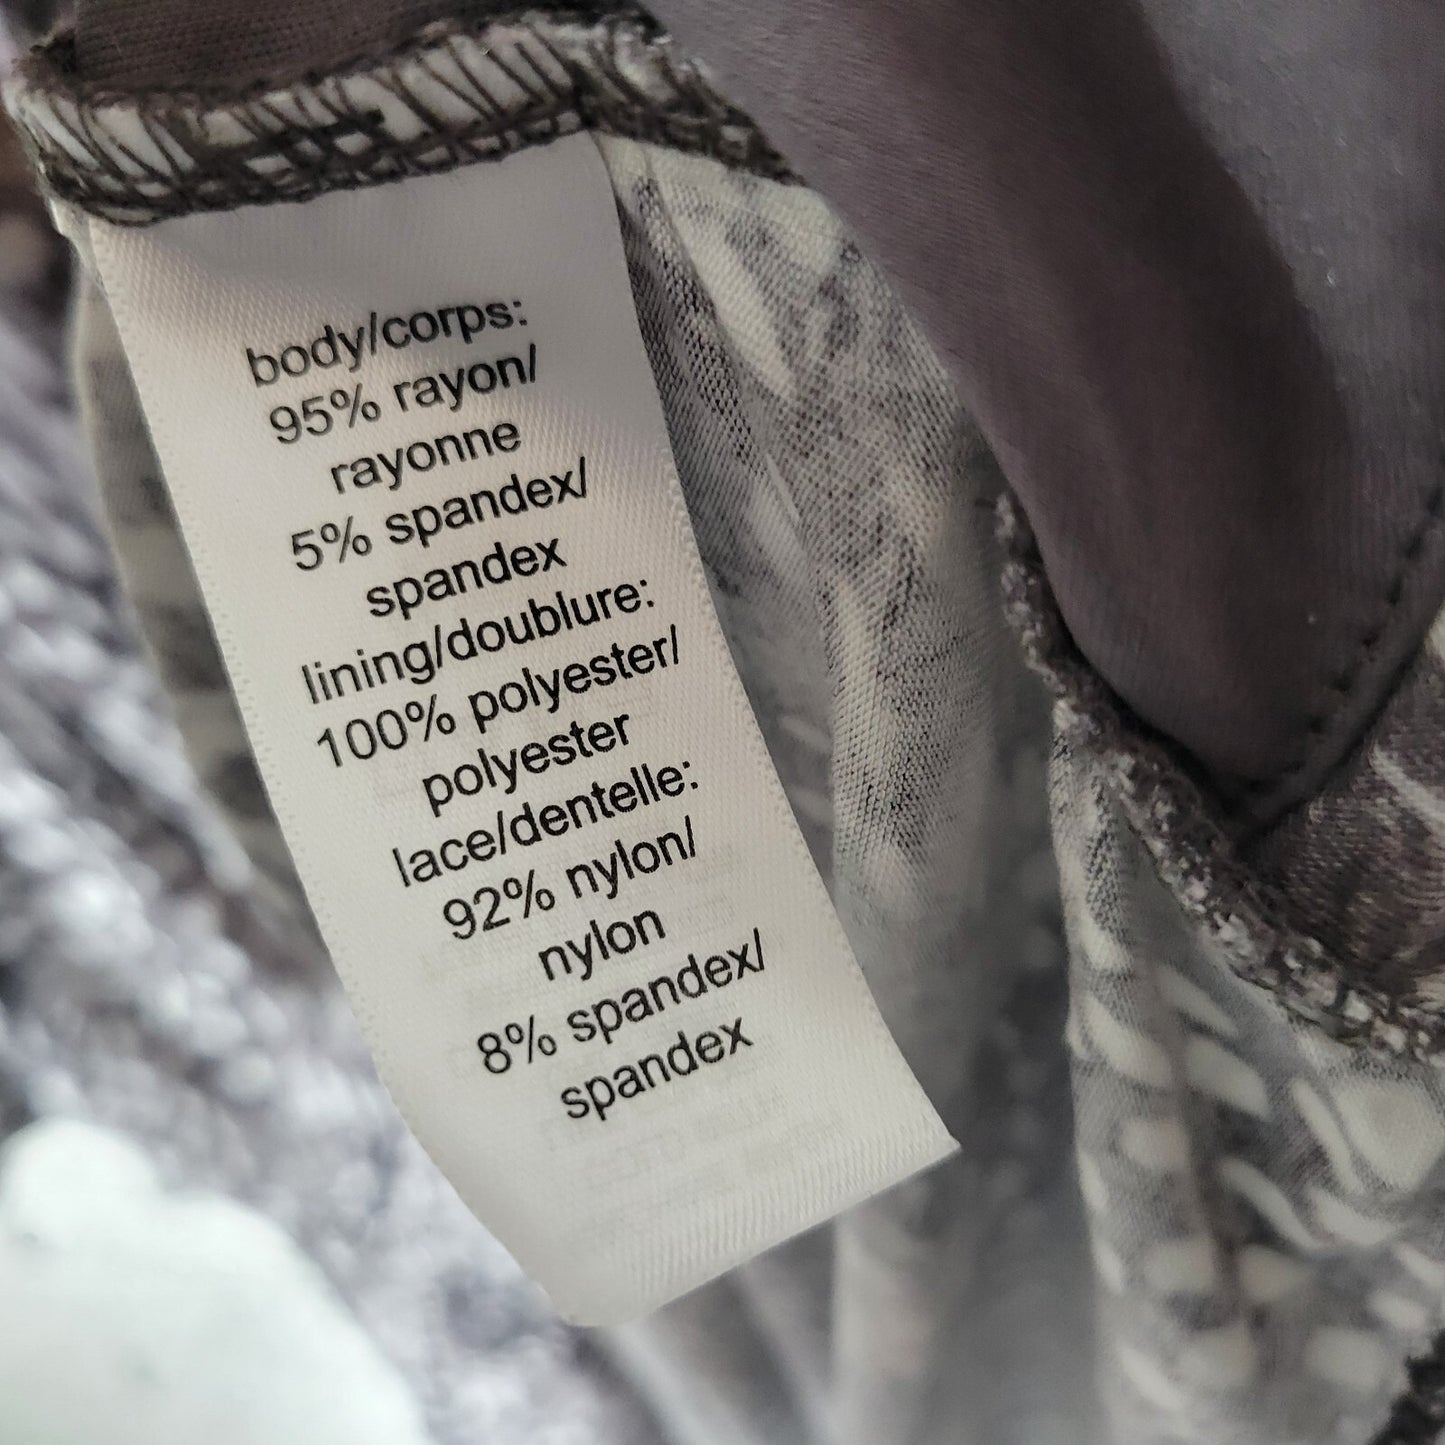 body/corps:
95% rayon/
rayonne
5% spandex/
spandex
lining/doublure:
100% polyester/
polyester
lace/dentelle:
92% nylon/
nylon
8% spandex/
spandex